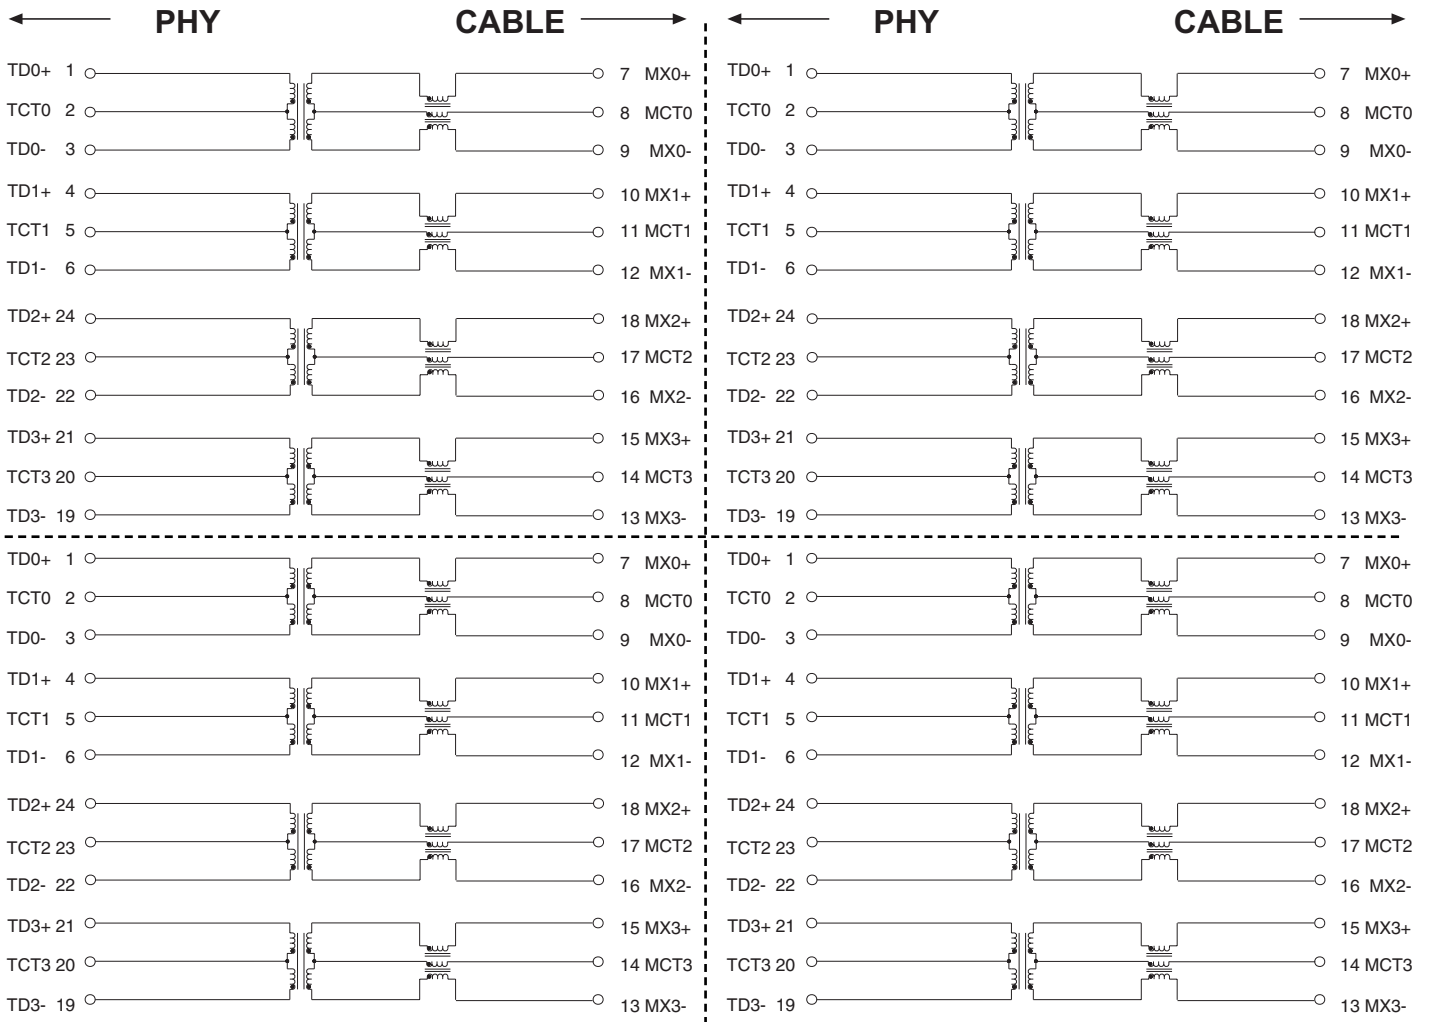 PHY CABLE PHY CABLE
TD0+ 1 7 MX0+ TD0+ 1 7 MX0+
TCT0 2 8 MCT0 TCT0 2 8 MCT0
TD0- 3 9 MX0- TD0- 3 9 MX0-
TD1+ 4 10 MX1+ TD1+ 4 10 MX1+
TCT1 5 11 MCT1 TCT1 5 11 MCT1
TD1- 6 12 MX1- TD1- 6 12 MX1-
TD2+ 24 18 MX2+ TD2+ 24 18 MX2+
TCT2 23 17 MCT2 TCT2 23 17 MCT2
TD2- 22 16 MX2- TD2- 22 16 MX2-
TD3+ 21 15 MX3+ TD3+ 21 15 MX3+
TCT3 20 14 MCT3 TCT3 20 14 MCT3
TD3- 19 13 MX3- TD3- 19 13 MX3-
TD0+ 1 7 MX0+ TD0+ 1 7 MX0+
TCT0 2 8 MCT0 TCT0 2 8 MCT0
TD0- 3 9 MX0- TD0- 3 9 MX0-
TD1+ 4 10 MX1+ TD1+ 4 10 MX1+
TCT1 5 11 MCT1 TCT1 5 11 MCT1
TD1- 6 12 MX1- TD1- 6 12 MX1-
TD2+ 24 18 MX2+ TD2+ 24 18 MX2+
TCT2 23 17 MCT2 TCT2 23 17 MCT2
TD2- 22 16 MX2- TD2- 22 16 MX2-
TD3+ 21 15 MX3+ TD3+ 21 15 MX3+
TCT3 20 14 MCT3 TCT3 20 14 MCT3
TD3- 19 13 MX3- TD3- 19 13 MX3-